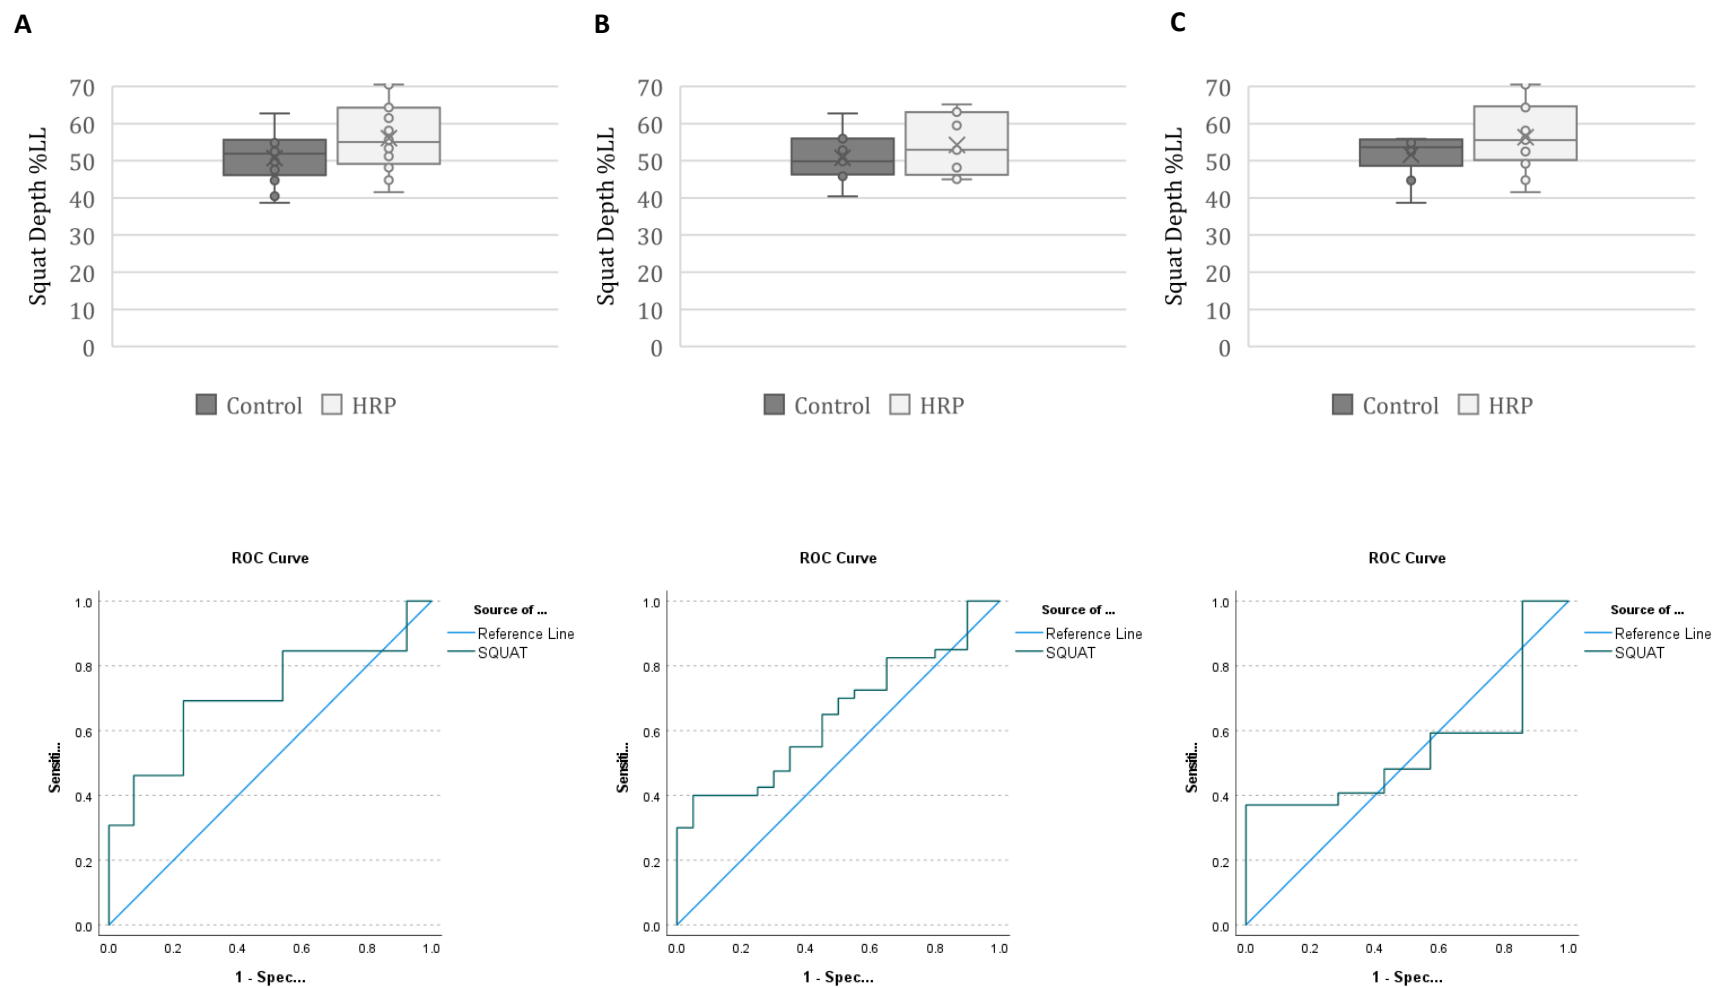 A
B
C
Squat Depth %LL
70
60
50
40
30
20
10
0
Control
HRP
Squat Depth %LL
70
60
50
40
30
20
10
0
Control
HRP
Squat Depth %LL
70
60
50
40
30
20
10
0
Control
HRP
ROC Curve
1.0
0.8
0.6
0.4
0.2
0.0
Sensiti...
0.0 0.2 0.4 0.6 0.8 1.0
1 - Spec...
Source of ...
Reference Line
SQUAT
ROC Curve
1.0
0.8
0.6
0.4
0.2
0.0
Sensiti...
0.0 0.2 0.4 0.6 0.8 1.0
1 - Spec...
Source of ...
Reference Line
SQUAT
ROC Curve
1.0
0.8
0.6
0.4
0.2
0.0
Sensiti...
0.0 0.2 0.4 0.6 0.8 1.0
1 - Spec...
Source of ...
Reference Line
SQUAT